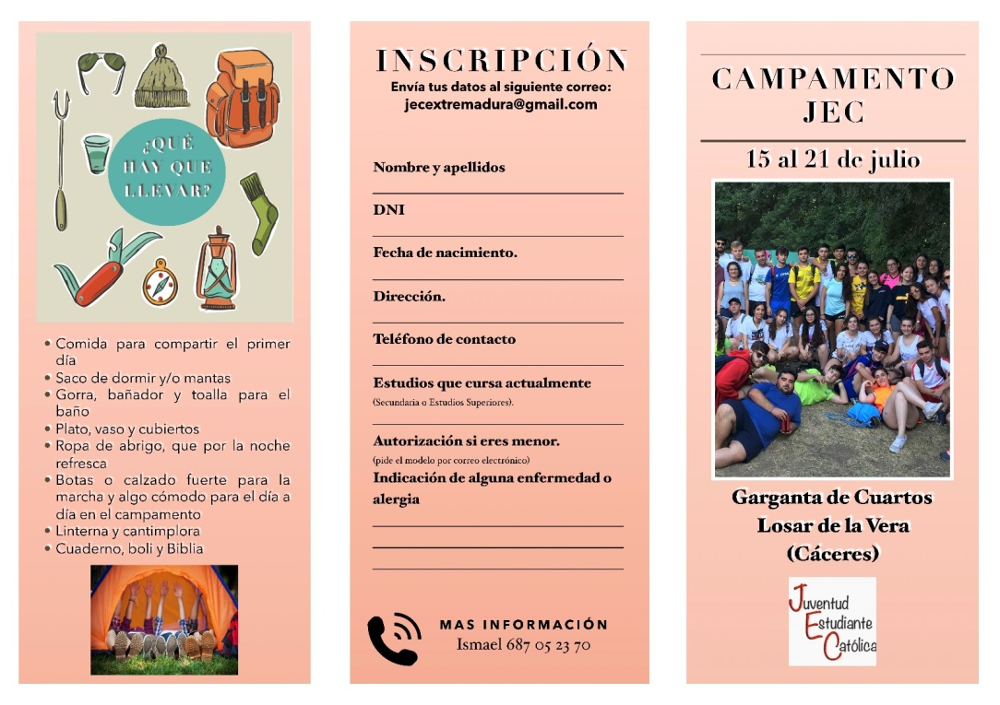 ¿QUÉ
HAY QUE
LLEVAR?
• Comida para compartir el primer
día
• Saco de dormir y/o mantas
• Gorra, bañador y toalla para el
baño
• Plato, vaso y cubiertos
• Ropa de abrigo, que por la noche
refresca
• Botas o calzado fuerte para la
marcha y algo cómodo para el día a
día en el campamento
• Linterna y cantimplora
• Cuaderno, boli y Biblia
INSCRIPCIÓN
Envía tus datos al siguiente correo:
jecextremadura@gmail.com
Nombre y apellidos
DNI
Fecha de nacimiento.
Dirección.
Teléfono de contacto
Estudios que cursa actualmente
(Secundaria o Estudios Superiores).
Autorización si eres menor.
(pide el modelo por correo electrónico)
Indicación de alguna enfermedad o
alergia
MAS INFORMACIÓN
Ismael 687 05 23 70
CAMPAMENTO
JEC
15 al 21 de julio
Garganta de Cuartos
Losar de la Vera
(Cáceres)
Juventud
Estudiante
Católica